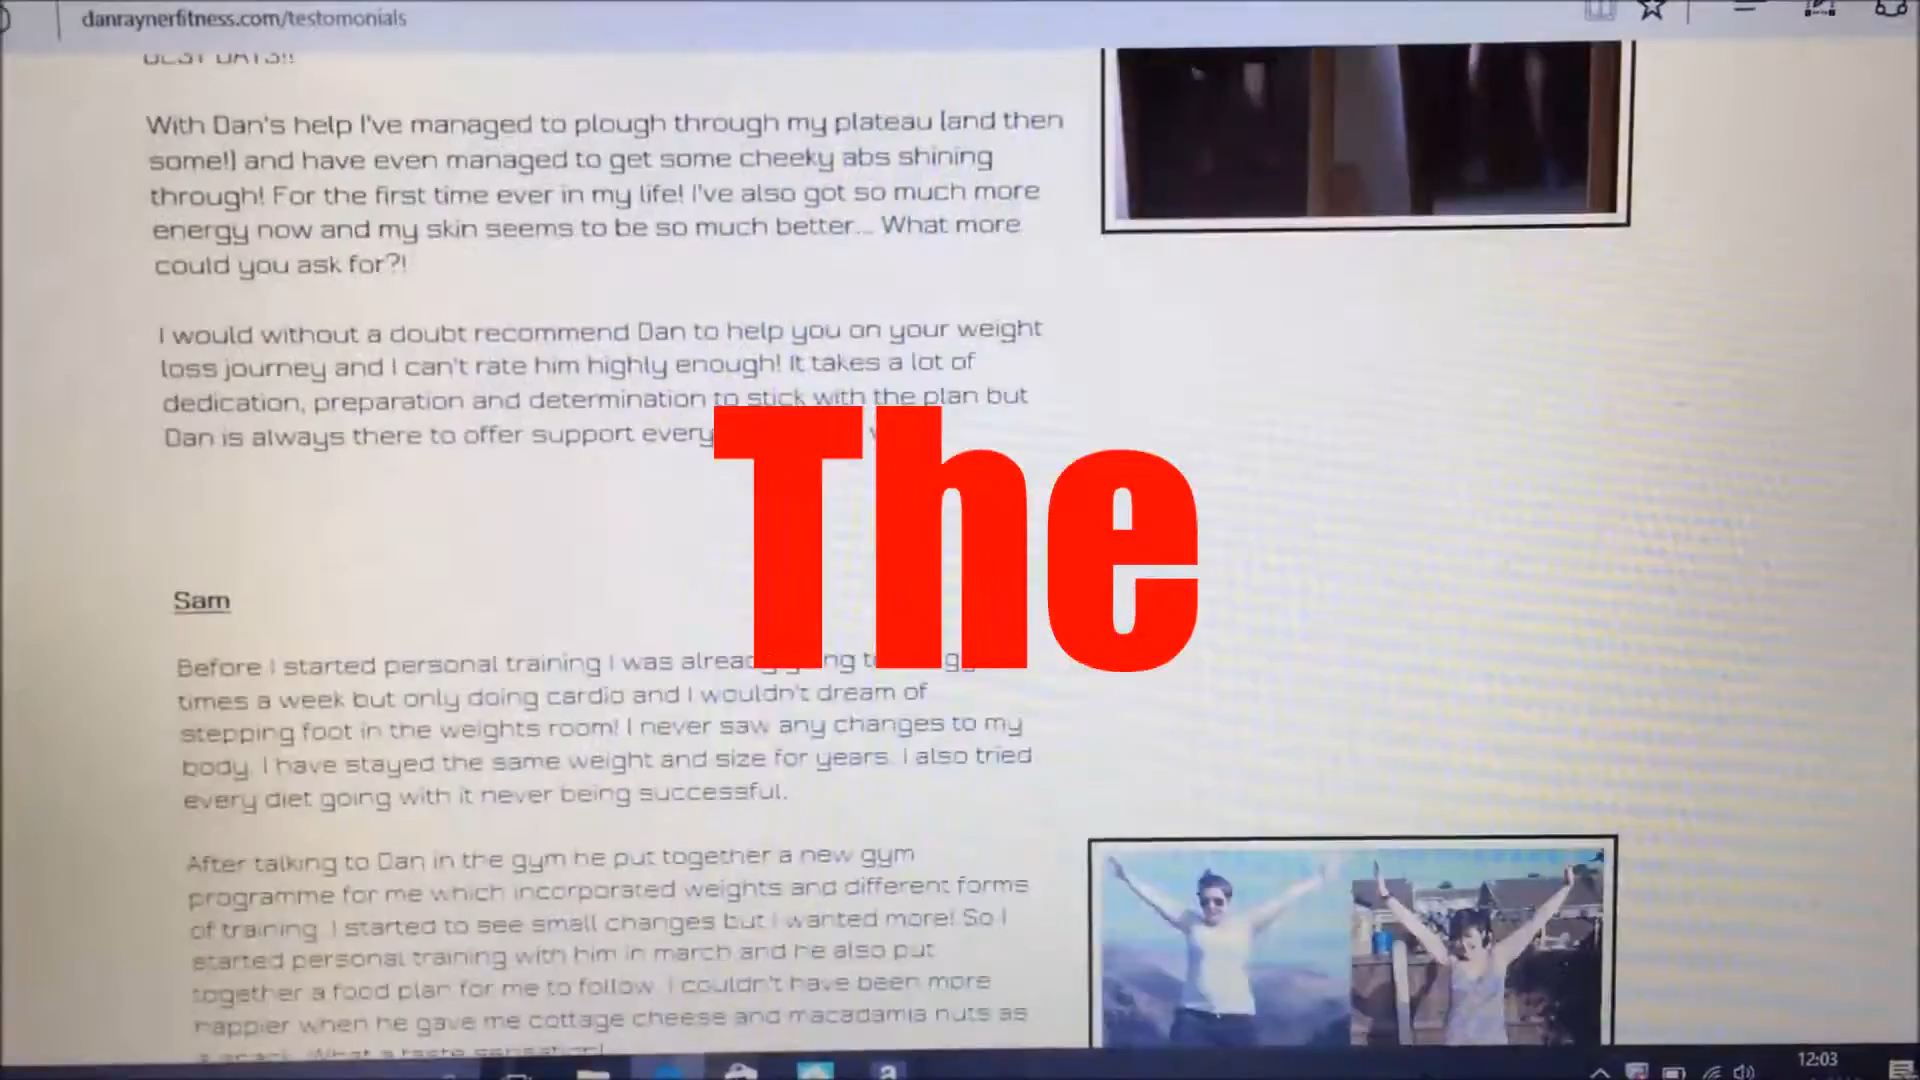 danraynerfitness.com/testomonials
BEST DAYS!!
With Dan's help I've managed to plough through my plateau (and then
some!) and have even managed to get some cheeky abs shining
through! For the first time ever in my life! I've also got so much more
energy now and my skin seems to be so much better... What more
could you ask for?!
I would without a doubt recommend Dan to help you on your weight
loss journey and I can't rate him highly enough! It takes a lot of
dedication, preparation and determination to stick with the plan but
Dan is always there to offer support every
The
Sam
Before I started personal training I was already going to
times a week but only doing cardio and I wouldn't dream of
stepping foot in the weights room! I never saw any changes to my
body. I have stayed the same weight and size for years. I also tried
every diet going with it never being successful.
After talking to Dan in the gym he put together a new gym
programme for me which incorporated weights and different forms
of training. I started to see small changes but I wanted more! So I
started personal training with him in march and he also put
together a food plan for me to follow. I couldn't have been more
happier when he gave me cottage cheese and macadamia nuts as
a snack. What a taste sensation!
12:03